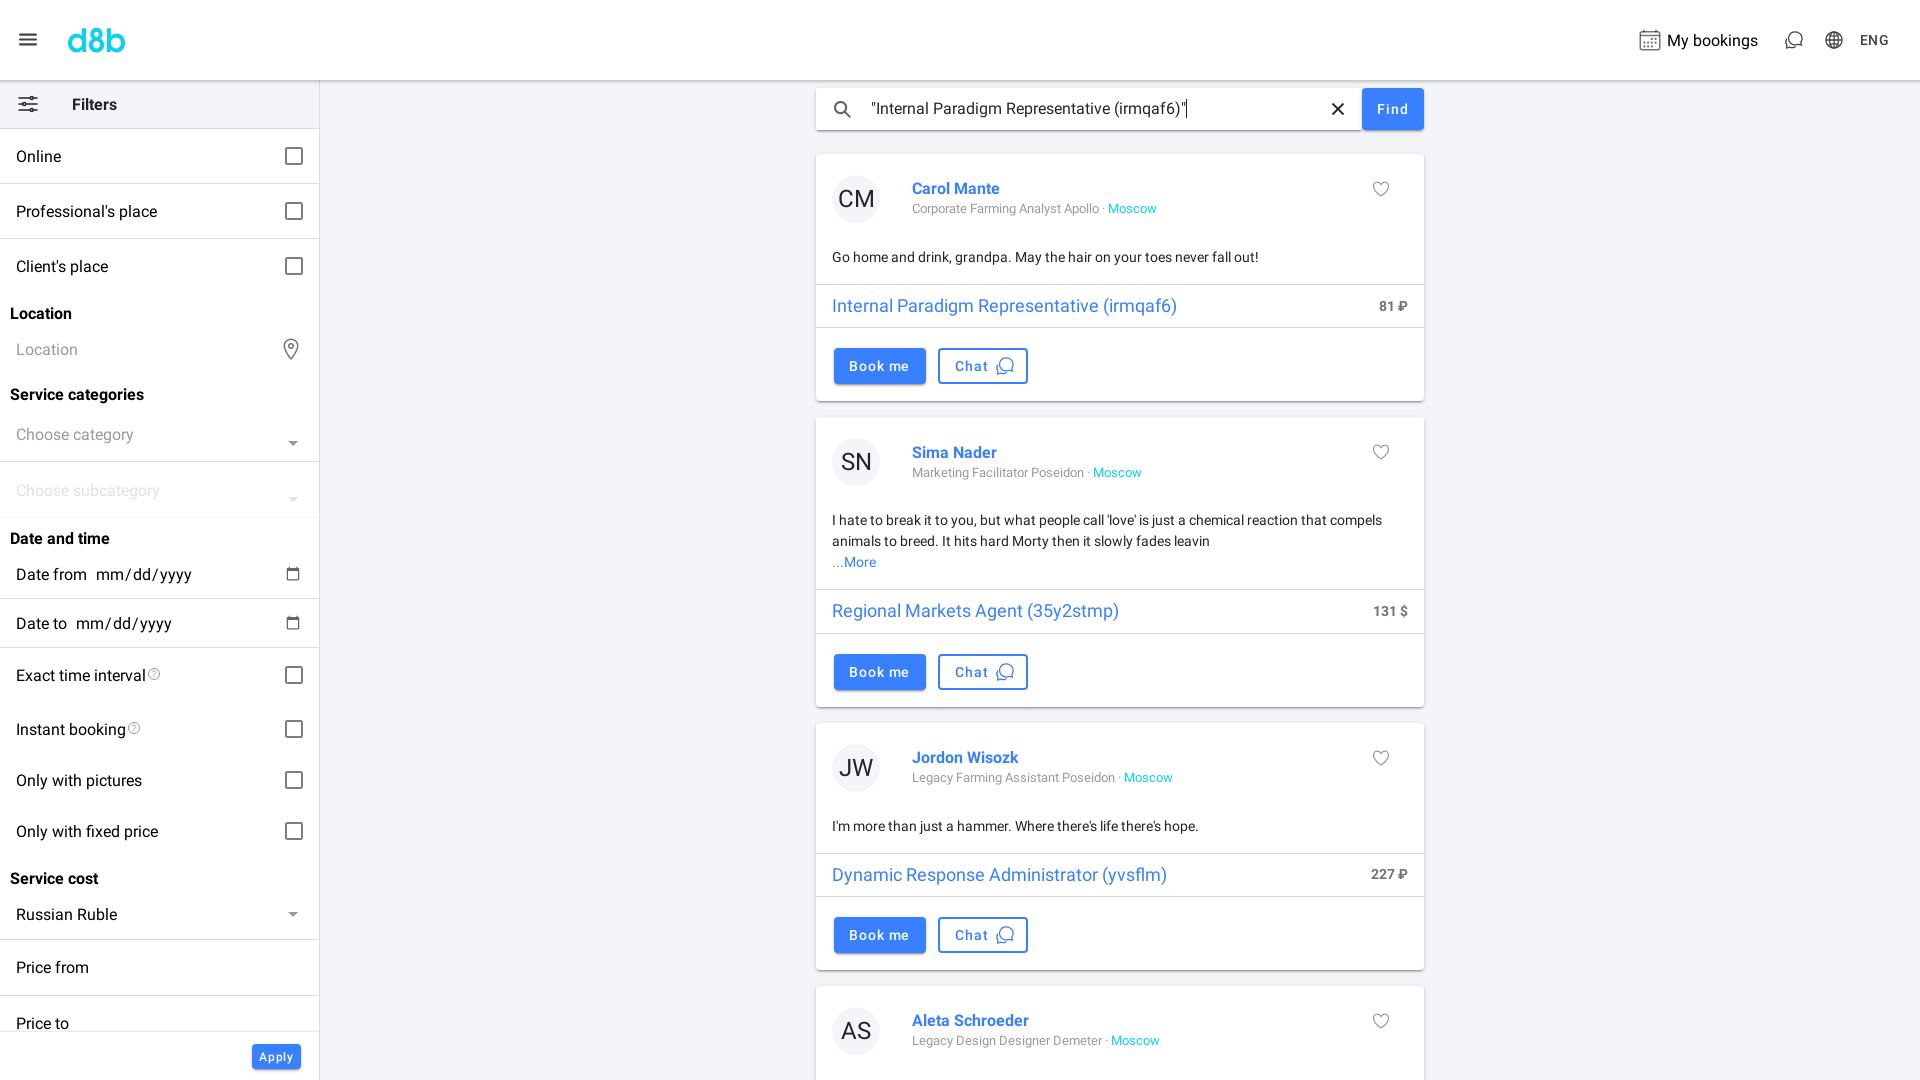 d8b
My bookings
ENG
Filters
Online
Professional's place
Client's place
Location
Location
Service categories
Choose category
Choose subcategory
Date and time
Date from mm/dd/yyyy
Date to mm/dd/yyyy
Exact time interval
Instant booking
Only with pictures
Only with fixed price
Service cost
Russian Ruble
Price from
Price to
Apply
"Internal Paradigm Representative (irmqaf6)"
Find
CM
Carol Mante
Corporate Farming Analyst Apollo · Moscow
Go home and drink, grandpa. May the hair on your toes never fall out!
Internal Paradigm Representative (irmqaf6) 81 ₽
Book me
Chat
SN
Sima Nader
Marketing Facilitator Poseidon · Moscow
I hate to break it to you, but what people call 'love' is just a chemical reaction that compels
animals to breed. It hits hard Morty then it slowly fades leavin
...More
Regional Markets Agent (35y2stmp) 131 $
Book me
Chat
JW
Jordon Wisozk
Legacy Farming Assistant Poseidon · Moscow
I'm more than just a hammer. Where there's life there's hope.
Dynamic Response Administrator (yvsflm) 227 ₽
Book me
Chat
AS
Aleta Schroeder
Legacy Design Designer Demeter · Moscow